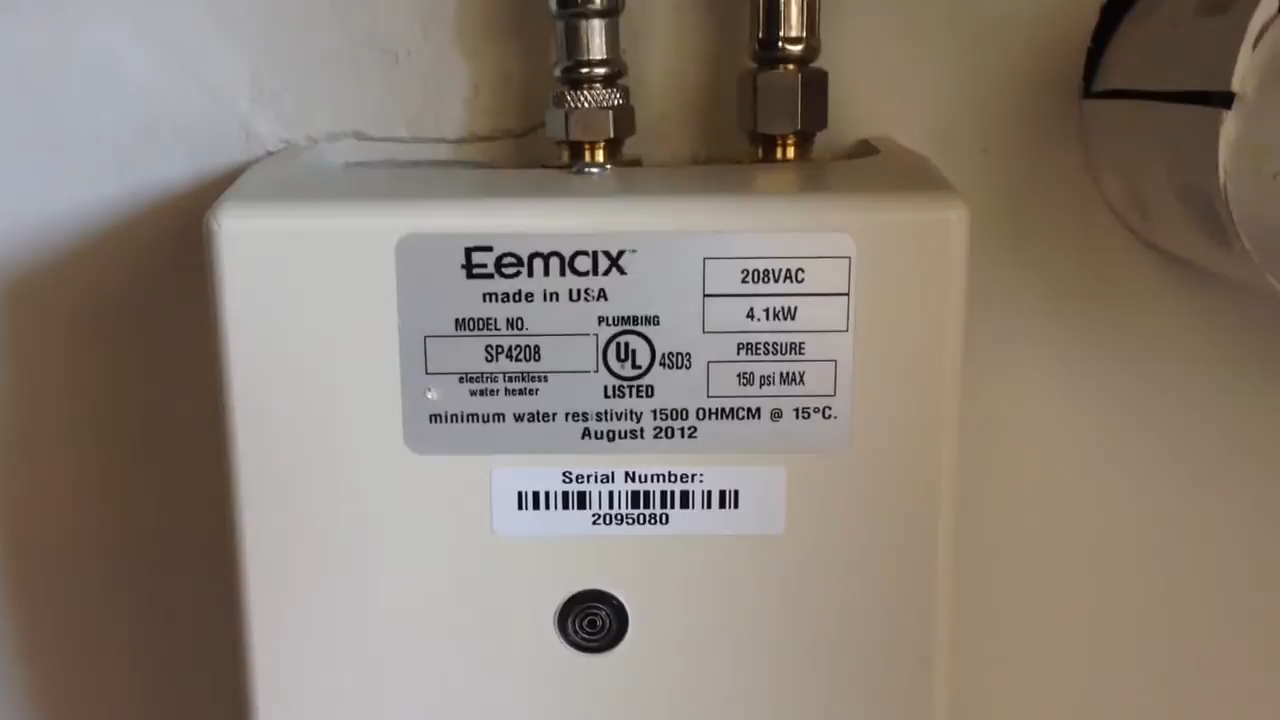 Eemax™
made in USA
MODEL NO.
SP4208
electric tankless
water heater
PLUMBING
UL
4SD3
LISTED
208VAC
4.1kW
PRESSURE
150 psi MAX
minimum water resistivity 1500 OHMCM @ 15°C.
August 2012
Serial Number:
2095080